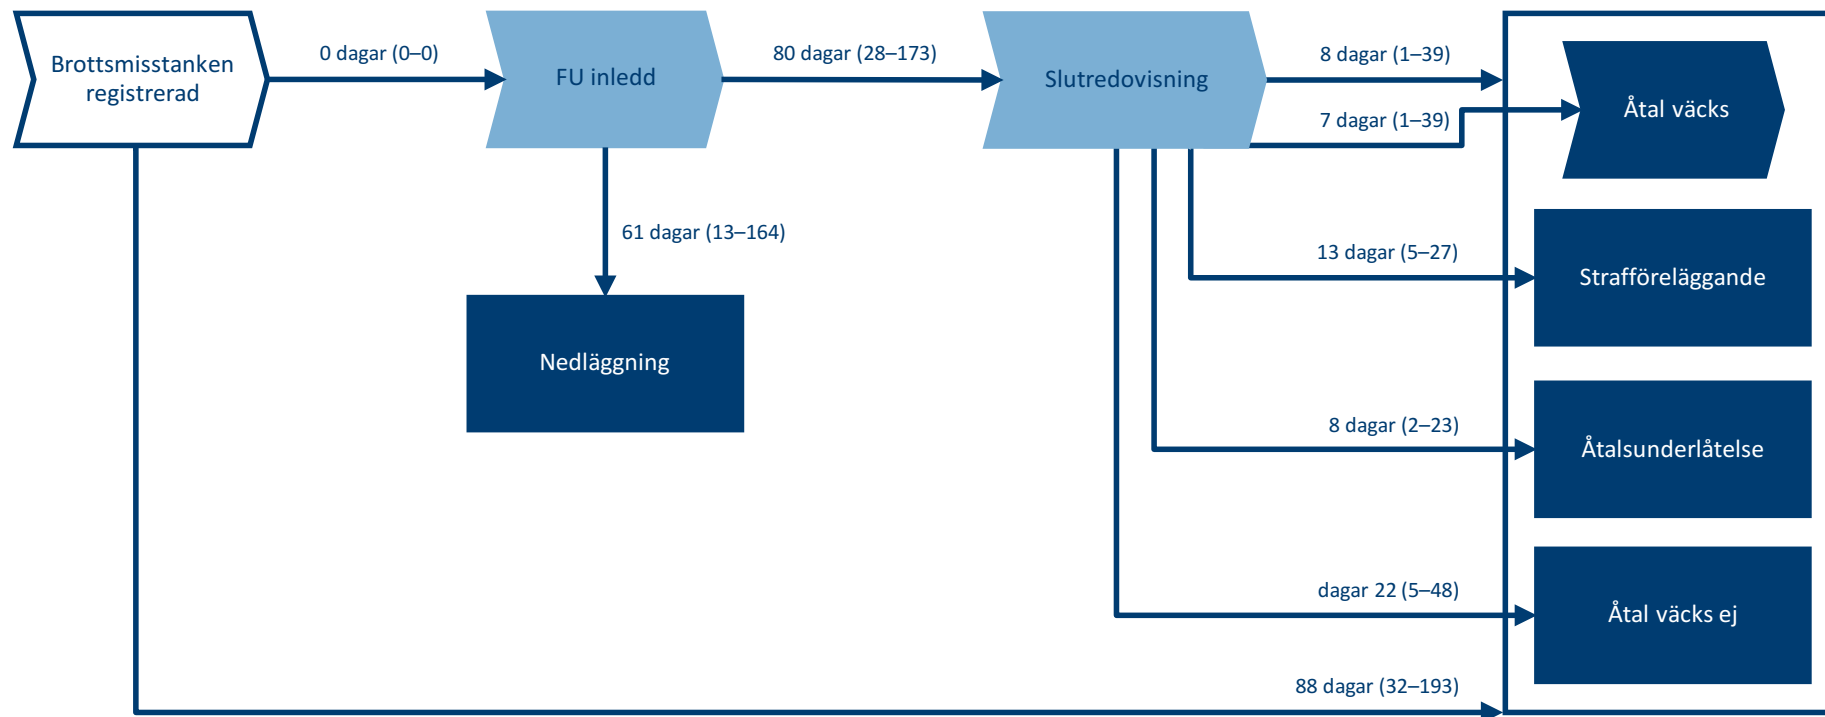 Brottsmisstanken
registrerad
0 dagar (0–0)
FU inledd
80 dagar (28–173)
Slutredovisning
8 dagar (1–39)
7 dagar (1–39)
Åtal väcks
61 dagar (13–164)
Nedläggning
13 dagar (5–27)
Strafföreläggande
8 dagar (2–23)
Åtalsunderlåtelse
dagar 22 (5–48)
Åtal väcks ej
88 dagar (32–193)